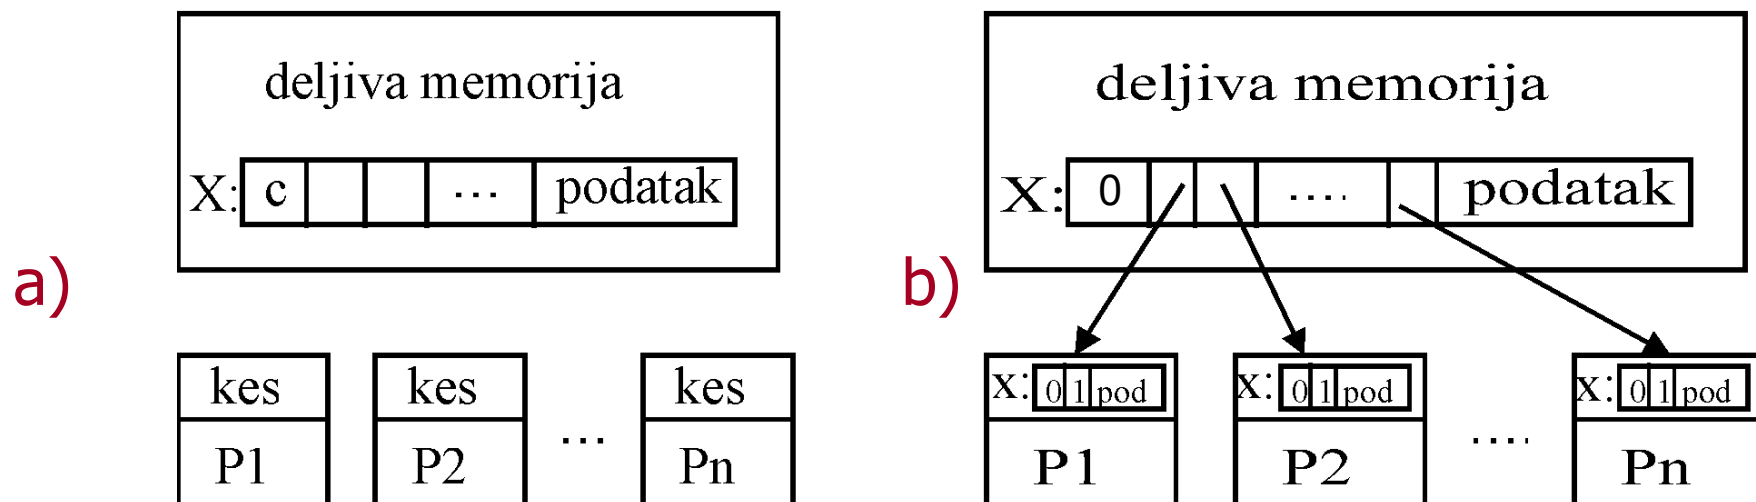 deljiva memorija
X: c ... podatak
a)
kes kes kes
P1 P2 ... Pn
deljiva memorija
X: 0 .... podatak
b)
x: 0 1 pod x: 0 1 pod x: 0 1 pod
P1 P2 .... Pn